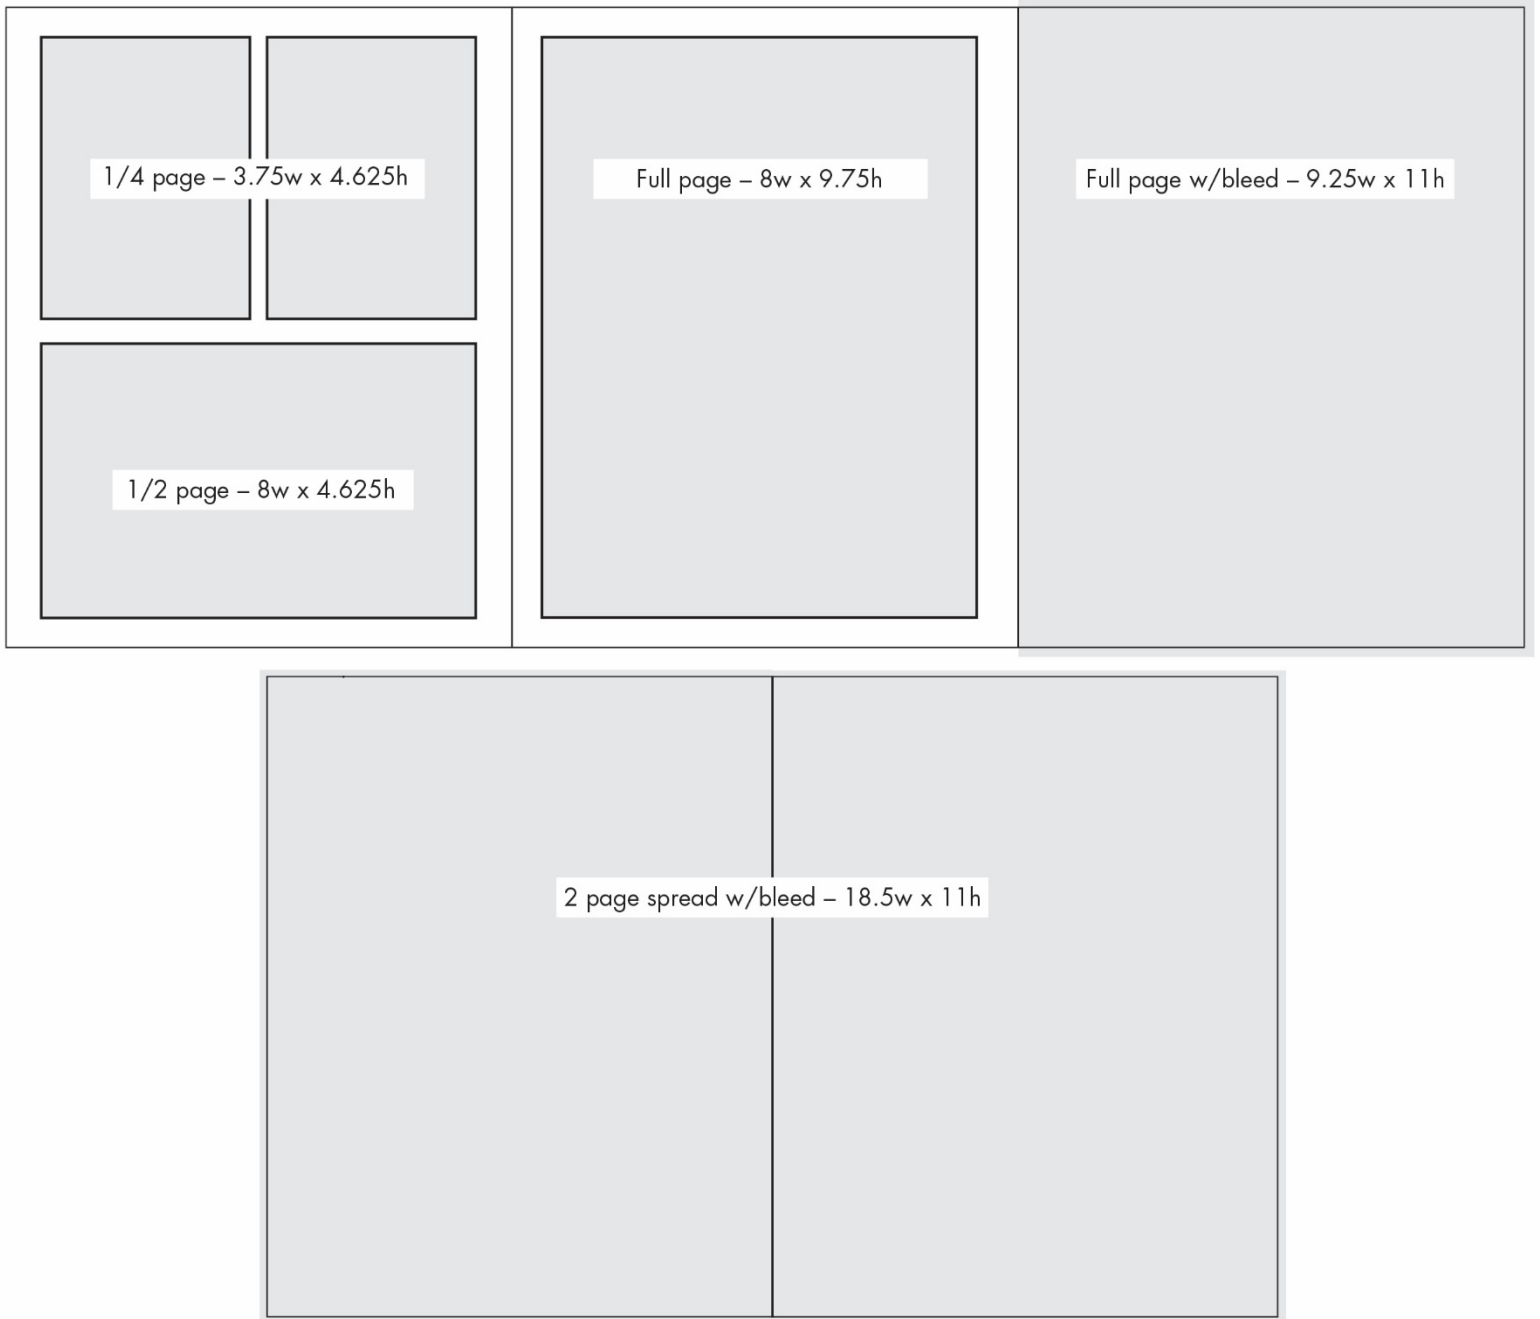 1/4 page – 3.75w x 4.625h
Full page – 8w x 9.75h
Full page w/bleed – 9.25w x 11h
1/2 page – 8w x 4.625h
2 page spread w/bleed – 18.5w x 11h